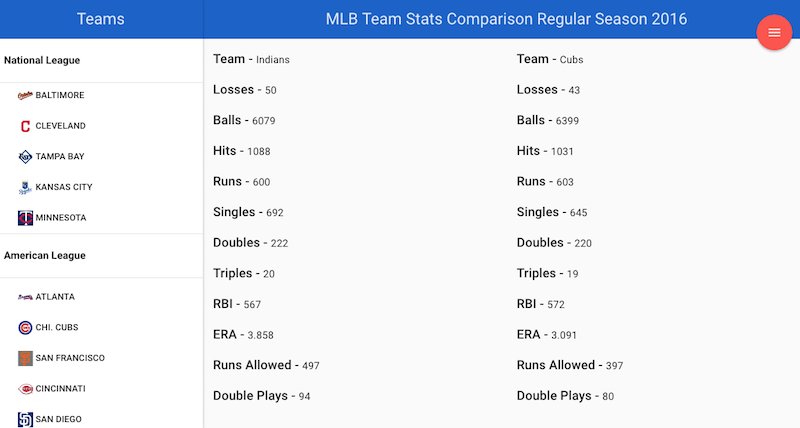 Teams
MLB Team Stats Comparison Regular Season 2016
National League
BALTIMORE
CLEVELAND
TAMPA BAY
KANSAS CITY
MINNESOTA
American League
ATLANTA
CHI. CUBS
SAN FRANCISCO
CINCINNATI
SAN DIEGO
Team - Indians
Losses - 50
Balls - 6079
Hits - 1088
Runs - 600
Singles - 692
Doubles - 222
Triples - 20
RBI - 567
ERA - 3.858
Runs Allowed - 497
Double Plays - 94
Team - Cubs
Losses - 43
Balls - 6399
Hits - 1031
Runs - 603
Singles - 645
Doubles - 220
Triples - 19
RBI - 572
ERA - 3.091
Runs Allowed - 397
Double Plays - 80